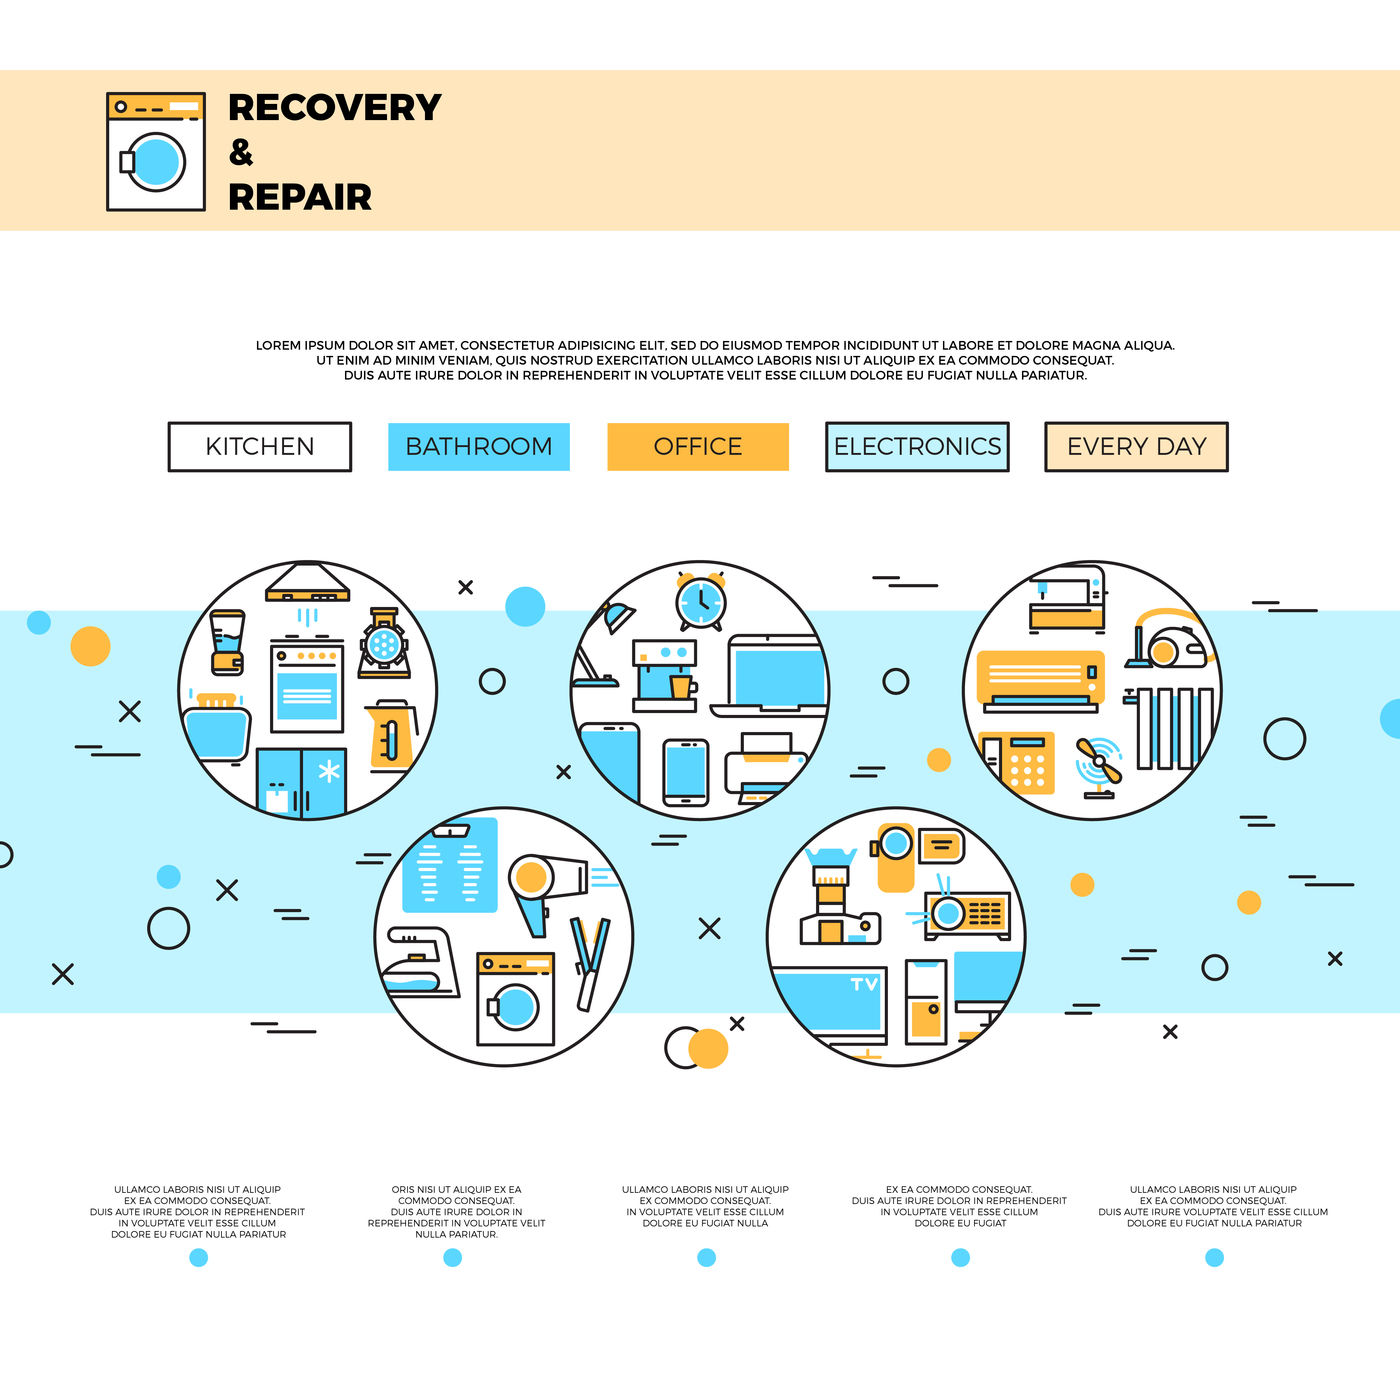 RECOVERY
&
REPAIR
LOREM IPSUM DOLOR SIT AMET, CONSECTETUR ADIPISICING ELIT, SED DO EIUSMOD TEMPOR INCIDIDUNT UT LABORE ET DOLORE MAGNA ALIQUA.
UT ENIM AD MINIM VENIAM, QUIS NOSTRUD EXERCITATION ULLAMCO LABORIS NISI UT ALIQUIP EX EA COMMODO CONSEQUAT.
DUIS AUTE IRURE DOLOR IN REPREHENDERIT IN VOLUPTATE VELIT ESSE CILLUM DOLORE EU FUGIAT NULLA PARIATUR.
KITCHEN
BATHROOM
OFFICE
ELECTRONICS
EVERY DAY
TV
ULLAMCO LABORIS NISI UT ALIQUIP
EX EA COMMODO CONSEQUAT.
DUIS AUTE IRURE DOLOR IN REPREHENDERIT
IN VOLUPTATE VELIT ESSE CILLUM
DOLORE EU FUGIAT NULLA PARIATUR
ORIS NISI UT ALIQUIP EX EA
COMMODO CONSEQUAT.
DUIS AUTE IRURE DOLOR IN
REPREHENDERIT IN VOLUPTATE VELIT
NULLA PARIATUR.
ULLAMCO LABORIS NISI UT ALIQUIP
EX EA COMMODO CONSEQUAT.
IN VOLUPTATE VELIT ESSE CILLUM
DOLORE EU FUGIAT NULLA
EX EA COMMODO CONSEQUAT.
DUIS AUTE IRURE DOLOR IN REPREHENDERIT
IN VOLUPTATE VELIT ESSE CILLUM
DOLORE EU FUGIAT
ULLAMCO LABORIS NISI UT ALIQUIP
EX EA COMMODO CONSEQUAT.
DUIS AUTE IRURE VOLUPTATE VELIT ESSE CILLUM
DOLORE EU FUGIAT NULLA PARIATUR